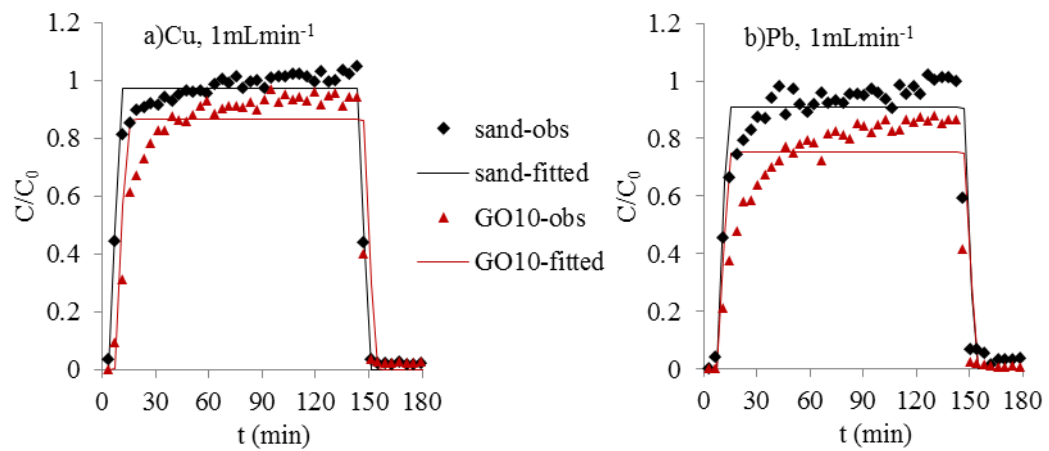 a)Cu, 1mLmin-1
C/C0
1.2
1
0.8
0.6
0.4
0.2
0
0 30 60 90 120 150 180
t (min)
sand-obs
sand-fitted
GO10-obs
GO10-fitted
b)Pb, 1mLmin-1
C/C0
1.2
1
0.8
0.6
0.4
0.2
0
0 30 60 90 120 150 180
t (min)